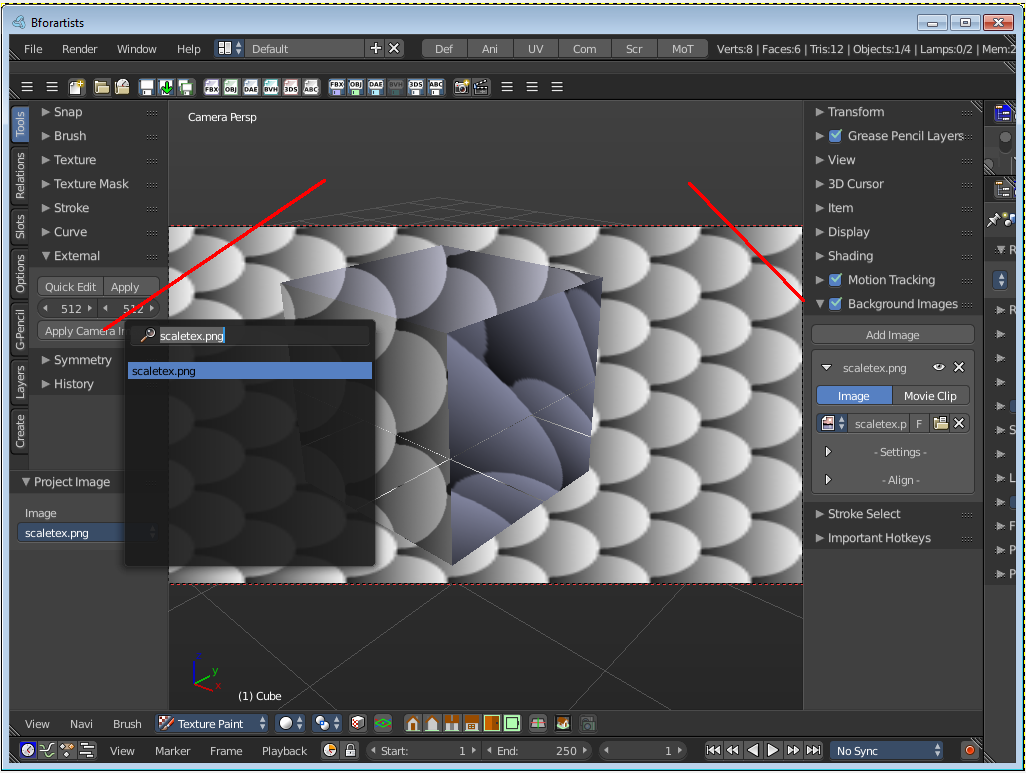 Bforartists
File Render Window Help Default Def Ani UV Com Scr MoT Verts:8 | Faces:6 | Tris:12 | Objects:1/4 | Lamps:0/2 | Mem:2
FBX OBJ DAE BVH 3DS ABC FBX OBJ DAE BVH 3DS ABC
Tools
Relations
Slots
Options
G-Pencil
Layers
Create
Snap
Brush
Texture
Texture Mask
Stroke
Curve
External
Quick Edit Apply
512 512
Apply Camera Im
Symmetry
History
Project Image
Image
scaletex.png
Camera Persp
scaletex.png
scaletex.png
z
y
x
(1) Cube
Transform
Grease Pencil Layers
View
3D Cursor
Item
Display
Shading
Motion Tracking
Background Images
Add Image
scaletex.png
Image Movie Clip
scaletex.p F
- Settings -
- Align -
Stroke Select
Important Hotkeys
R
R
S
L
F
P
P
View Navi Brush Texture Paint
View Marker Frame Playback Start: 1 End: 250 1 No Sync